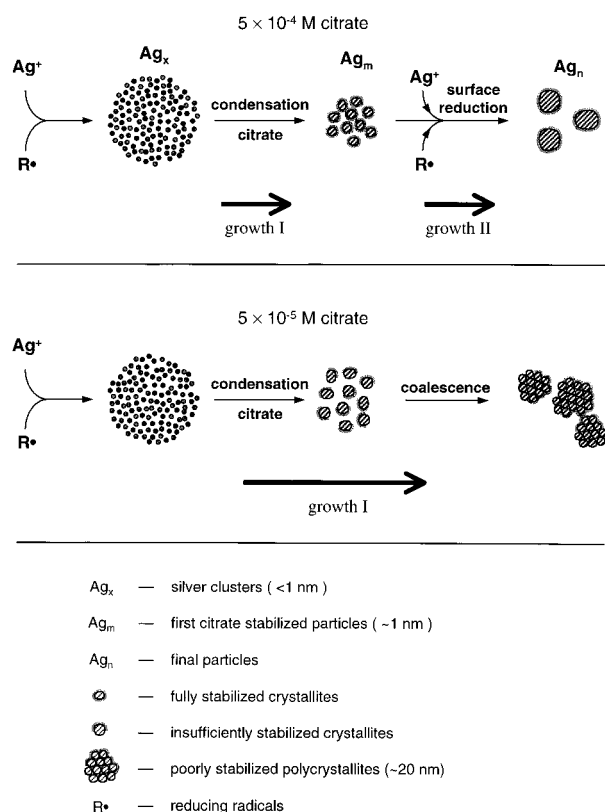 5 × 10⁻⁴ M citrate
Ag⁺ Agₓ Agₘ Ag⁺ surface reduction Agₙ
condensation
citrate
R• R•
growth I growth II
5 × 10⁻⁵ M citrate
Ag⁺
condensation coalescence
citrate
R•
growth I
Agₓ — silver clusters ( <1 nm )
Agₘ — first citrate stabilized particles ( ~1 nm )
Agₙ — final particles
— fully stabilized crystallites
— insufficiently stabilized crystallites
— poorly stabilized polycrystallites (~20 nm)
R• — reducing radicals